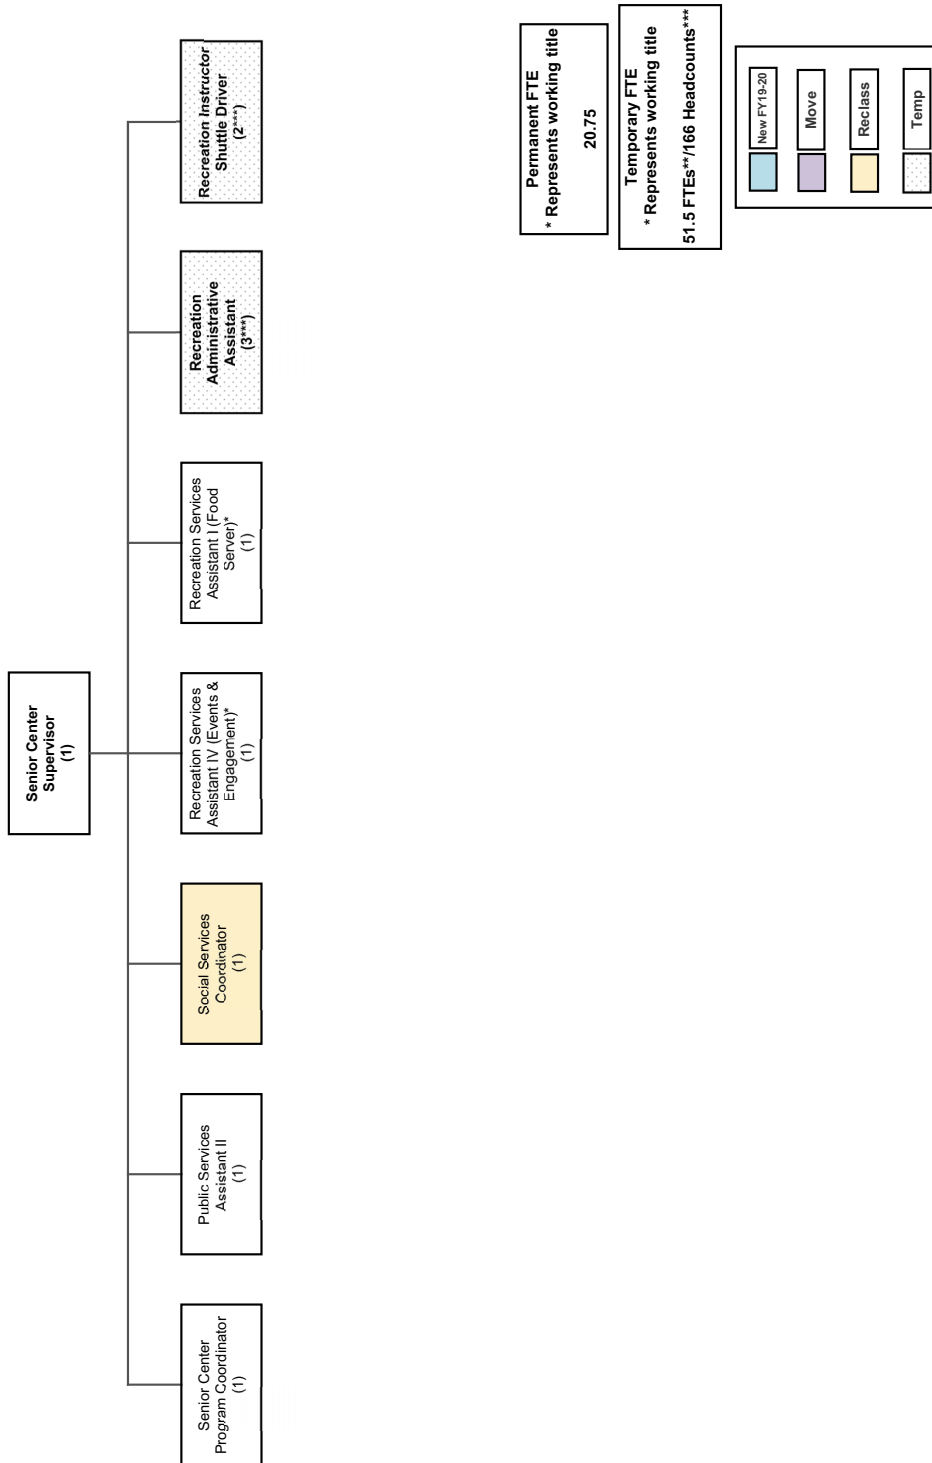 Senior Center
Supervisor
(1)
Senior Center
Program Coordinator
(1)
Public Services
Assistant II
(1)
Social Services
Coordinator
(1)
Recreation Services
Assistant IV (Events &
Engagement)*
(1)
Recreation Services
Assistant I (Food
Server)*
(1)
Recreation
Administrative
Assistant
(3***)
Recreation Instructor
Shuttle Driver
(2***)
Permanent FTE
* Represents working title
20.75
Temporary FTE
* Represents working title
51.5 FTEs**/166 Headcounts***
New FY19-20
Move
Reclass
Temp